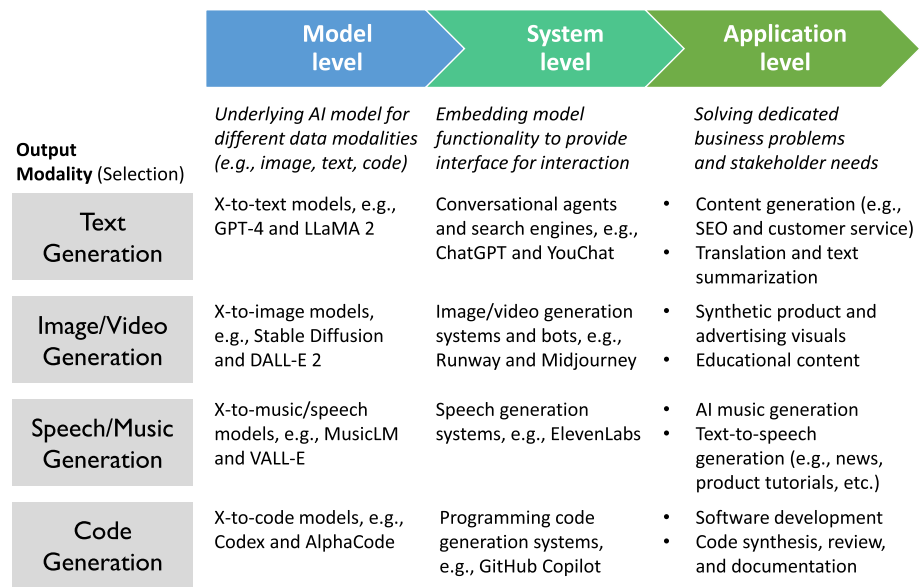 Model
level
System
level
Application
level
Underlying AI model for
different data modalities
(e.g., image, text, code)
Embedding model
functionality to provide
interface for interaction
Solving dedicated
business problems
and stakeholder needs
Output
Modality (Selection)
Text
Generation
X-to-text models, e.g.,
GPT-4 and LLaMA 2
Conversational agents
and search engines, e.g.,
ChatGPT and YouChat
• Content generation (e.g.,
SEO and customer service)
• Translation and text
summarization
Image/Video
Generation
X-to-image models,
e.g., Stable Diffusion
and DALL-E 2
Image/video generation
systems and bots, e.g.,
Runway and Midjourney
• Synthetic product and
advertising visuals
• Educational content
Speech/Music
Generation
X-to-music/speech
models, e.g., MusicLM
and VALL-E
Speech generation
systems, e.g., ElevenLabs
• AI music generation
• Text-to-speech
generation (e.g., news,
product tutorials, etc.)
Code
Generation
X-to-code models, e.g.,
Codex and AlphaCode
Programming code
generation systems,
e.g., GitHub Copilot
• Software development
• Code synthesis, review,
and documentation